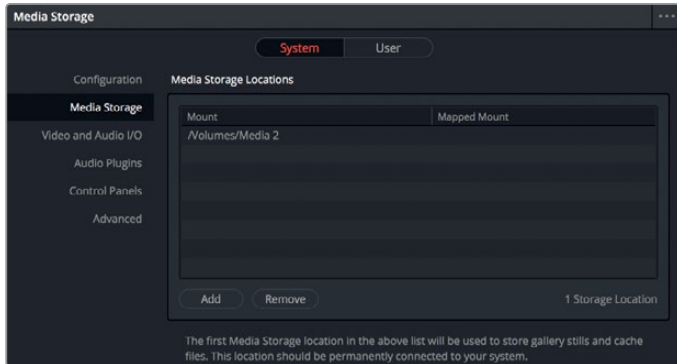 Media Storage
System User
Configuration
Media Storage Locations
Media Storage
Mount Mapped Mount
Video and Audio I/O
/Volumes/Media 2
Audio Plugins
Control Panels
Advanced
Add Remove
1 Storage Location
The first Media Storage location in the above list will be used to store gallery stills and cache
files. This location should be permanently connected to your system.